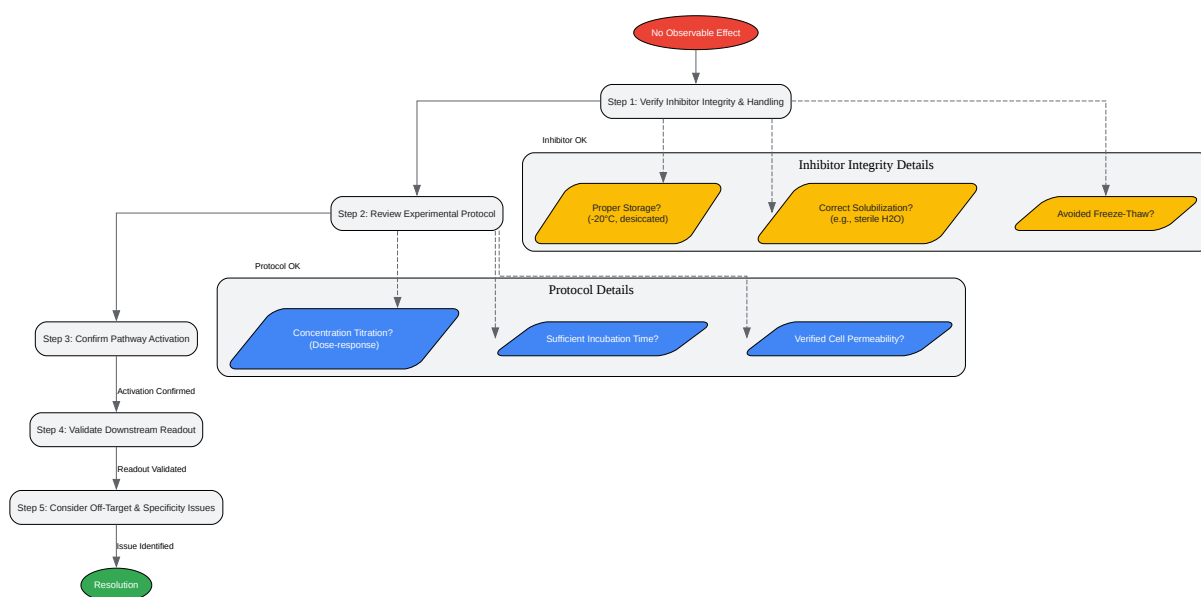 No Observable Effect
Step 1: Verify Inhibitor Integrity & Handling
Inhibitor OK
Inhibitor Integrity Details
Proper Storage?
(-20°C, desiccated)
Correct Solubilization?
(e.g., sterile H2O)
Avoided Freeze-Thaw?
Step 2: Review Experimental Protocol
Protocol OK
Protocol Details
Concentration Titration?
(Dose-response)
Sufficient Incubation Time?
Verified Cell Permeability?
Step 3: Confirm Pathway Activation
Activation Confirmed
Step 4: Validate Downstream Readout
Readout Validated
Step 5: Consider Off-Target & Specificity Issues
Issue Identified
Resolution